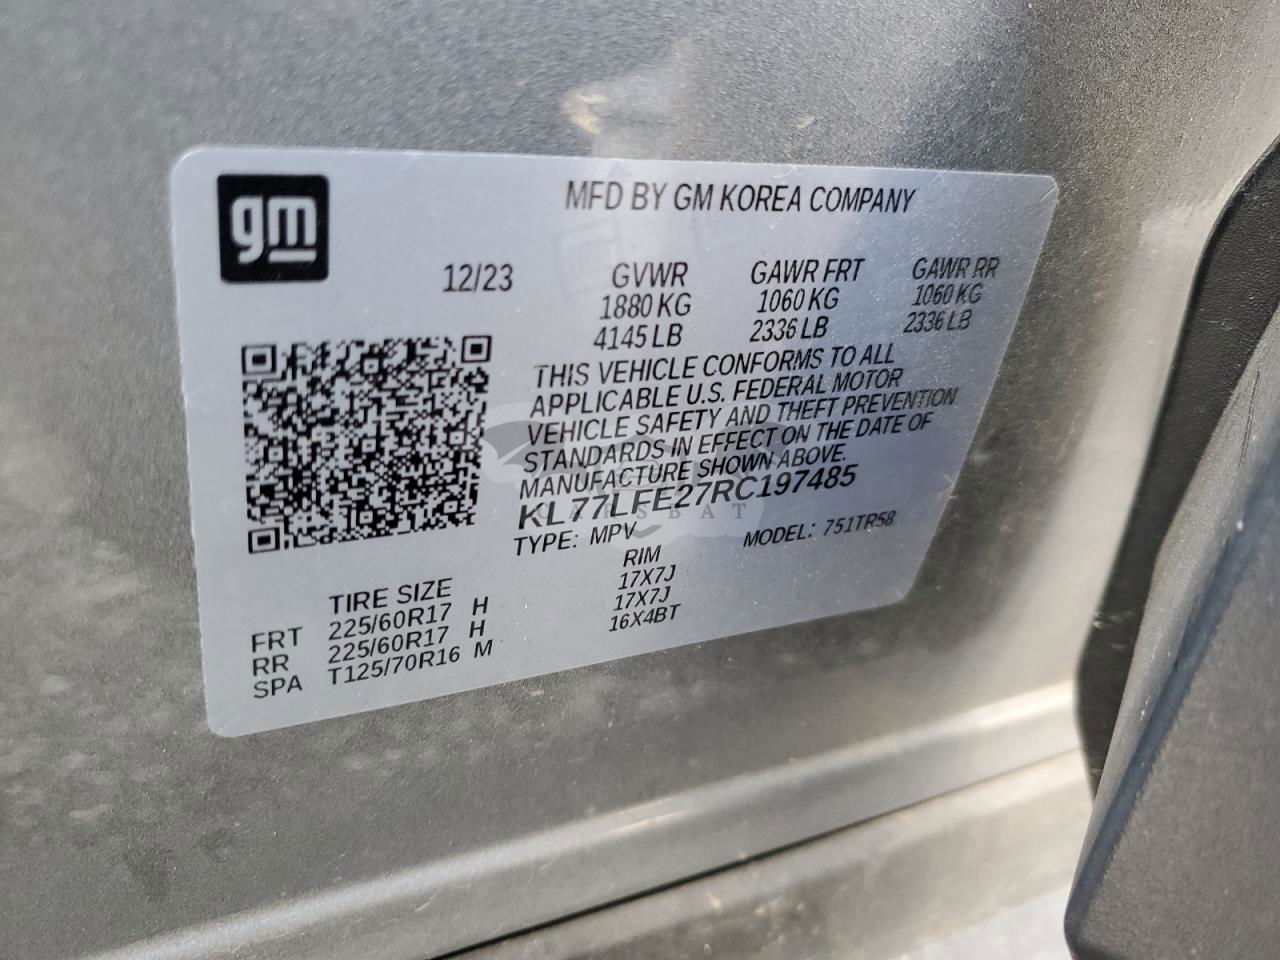 gm
MFD BY GM KOREA COMPANY
12/23 GVWR GAWR FRT GAWR RR
1880 KG 1060 KG 1060 KG
4145 LB 2336 LB 2336 LB
THIS VEHICLE CONFORMS TO ALL
APPLICABLE U.S. FEDERAL MOTOR
VEHICLE SAFETY AND THEFT PREVENTION
STANDARDS IN EFFECT ON THE DATE OF
MANUFACTURE SHOWN ABOVE.
KL77LFE27RC197485
CARSBAT
TYPE: MPV MODEL: 751TR58
TIRE SIZE RIM
FRT 225/60R17 H 17X7J
RR 225/60R17 H 17X7J
SPA T125/70R16 M 16X4BT